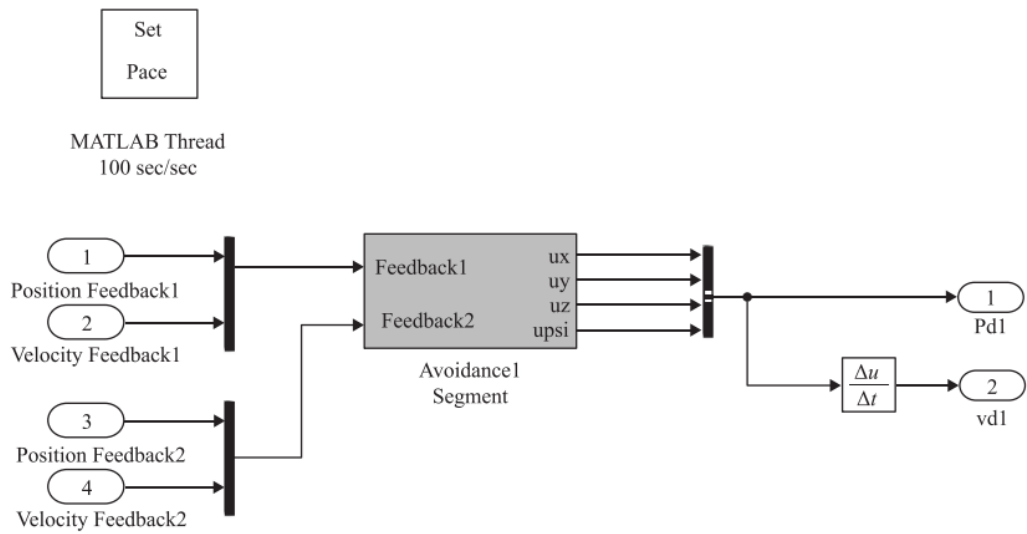 Set
Pace
MATLAB Thread
100 sec/sec
1
Position Feedback1
2
Velocity Feedback1
3
Position Feedback2
4
Velocity Feedback2
Feedback1
Feedback2
ux
uy
uz
upsi
Avoidance1
Segment
1
Pd1
Δu
Δt
2
vd1